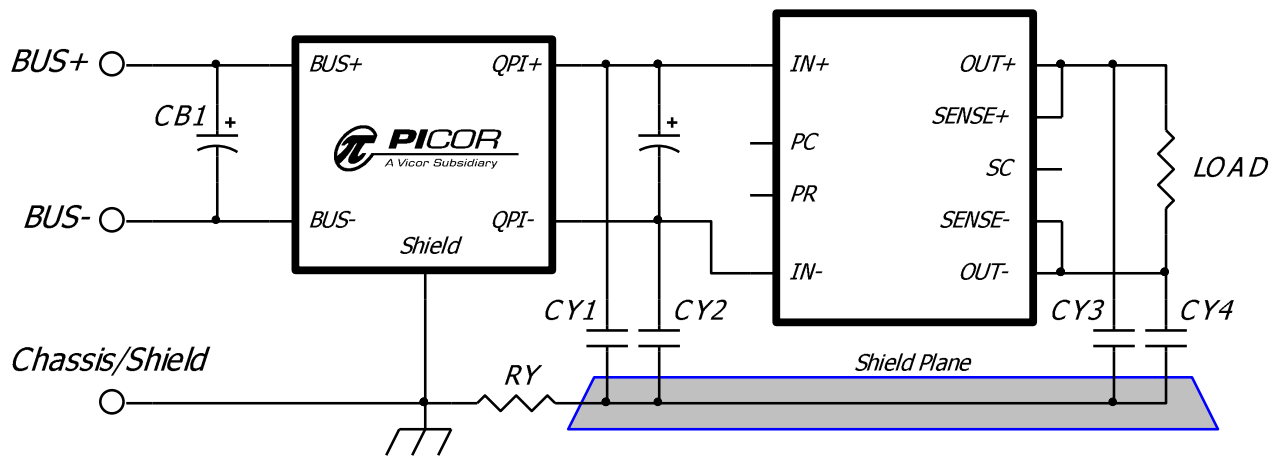 BUS+
BUS-
Chassis/Shield
CB1
+
BUS+
QPI+
PICOR
A Vicor Subsidiary
BUS-
QPI-
Shield
+
CY1
CY2
RY
IN+
OUT+
SENSE+
PC
SC
PR
SENSE-
IN-
OUT-
LOAD
CY3
CY4
Shield Plane